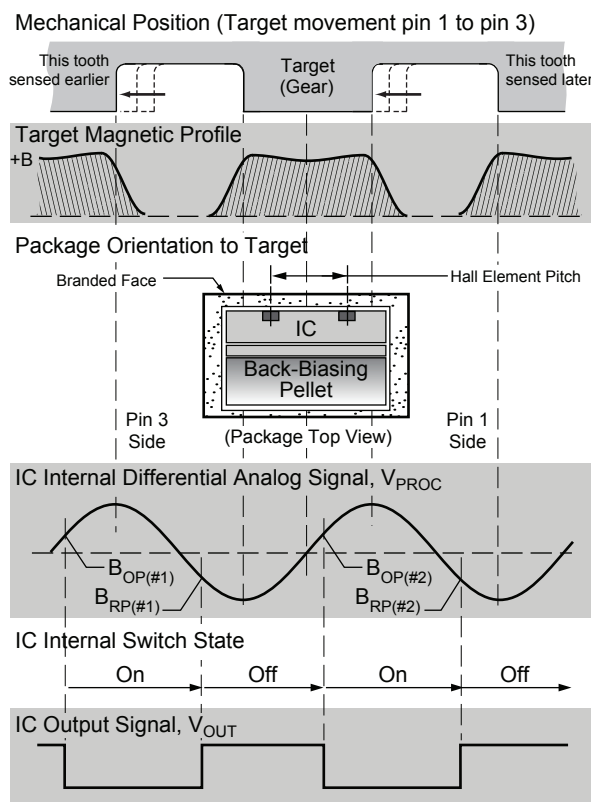 Mechanical Position (Target movement pin 1 to pin 3)
This tooth
sensed earlier
Target
(Gear)
This tooth
sensed later
Target Magnetic Profile
+B
Package Orientation to Target
Branded Face
Hall Element Pitch
IC
Back-Biasing
Pellet
Pin 3
Side
(Package Top View)
Pin 1
Side
IC Internal Differential Analog Signal, VPROC
BOP(#1)
BRP(#1)
BOP(#2)
BRP(#2)
IC Internal Switch State
On
Off
On
Off
IC Output Signal, VOUT